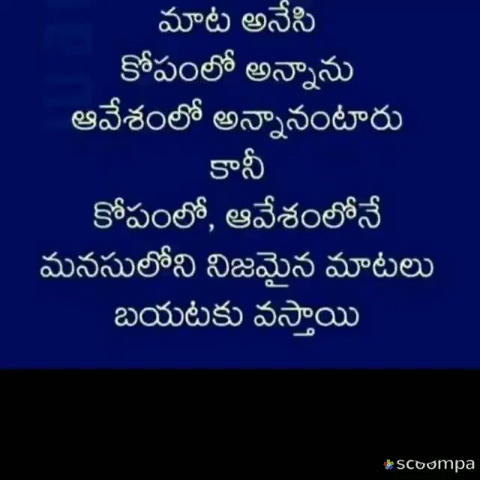 మాట అనేసి
కోపంలో అన్నాను
ఆవేశంలో అన్నానంటారు
కానీ
కోపంలో, ఆవేశంలోనే
మనసులోని నిజమైన మాటలు
బయటకు వస్తాయి
scoompa